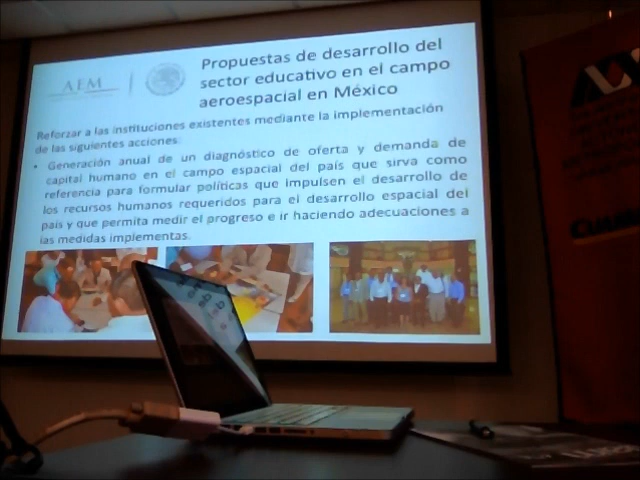 AEM
Propuestas de desarrollo del
sector educativo en el campo
aeroespacial en México
Reforzar a las instituciones existentes mediante la implementación
de las siguientes acciones:
• Generación anual de un diagnóstico de oferta y demanda de
capital humano en el campo espacial del país que sirva como
referencia para formular políticas que impulsen el desarrollo de
los recursos humanos requeridos para el desarrollo espacial del
país y que permita medir el progreso e ir haciendo adecuaciones a
las medidas implementas.